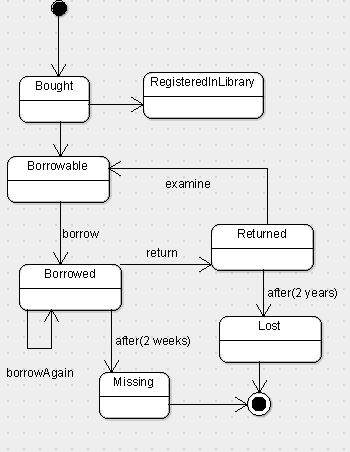 Bought
RegisteredInLibrary
Borrowable
examine
borrow
Returned
return
Borrowed
after(2 years)
Lost
after(2 weeks)
borrowAgain
Missing